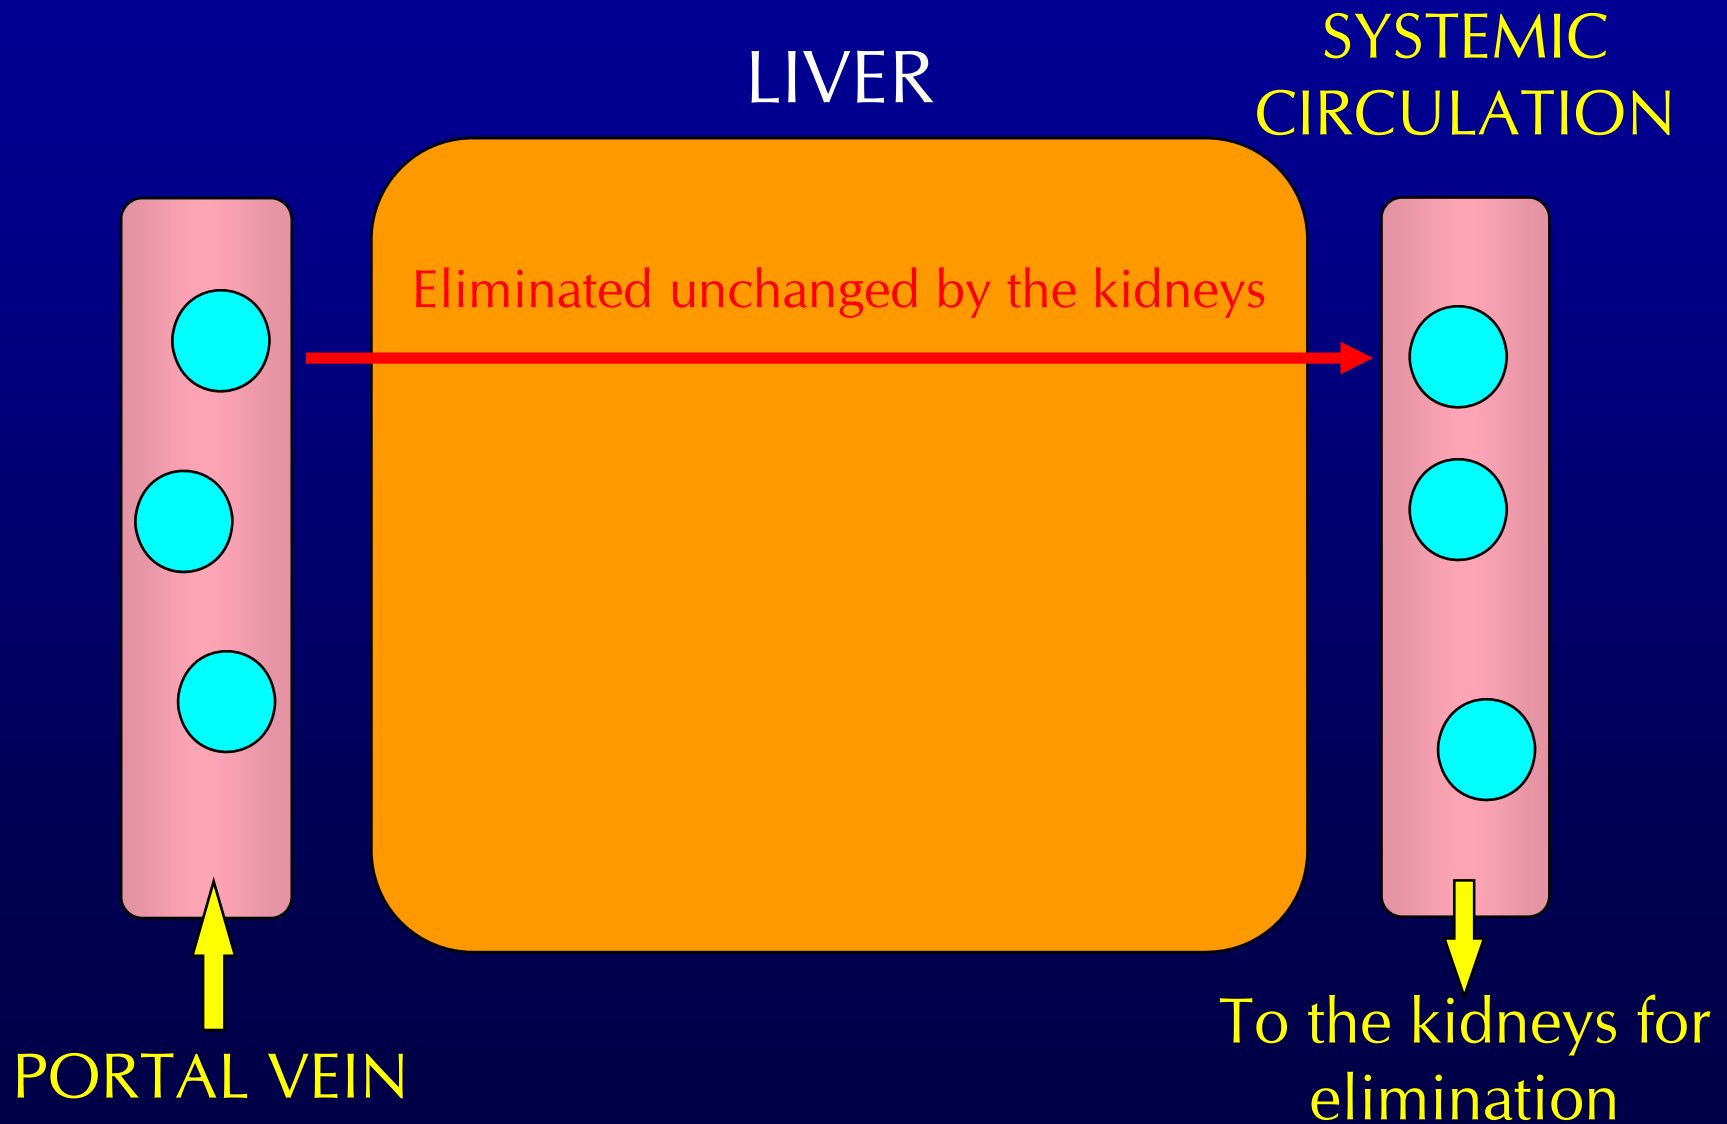 LIVER
SYSTEMIC
CIRCULATION
Eliminated unchanged by the kidneys
PORTAL VEIN
To the kidneys for
elimination